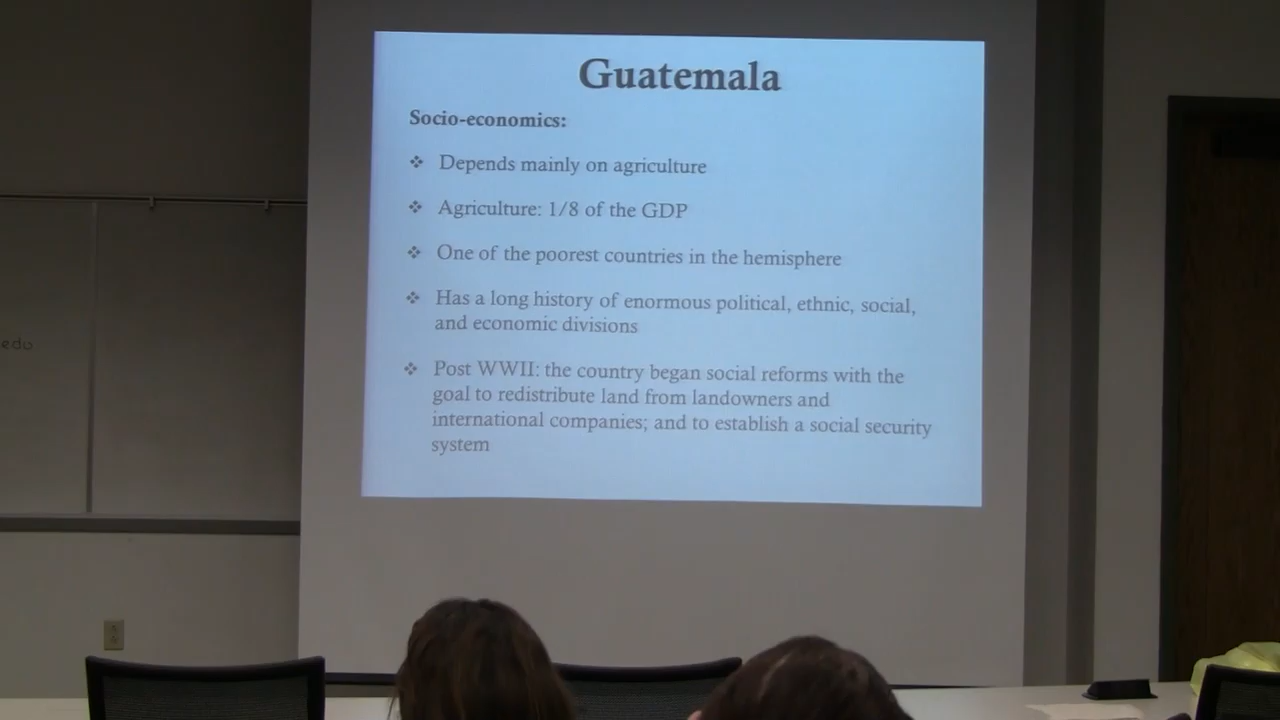 Guatemala
Socio-economics:
❖ Depends mainly on agriculture
❖ Agriculture: 1/8 of the GDP
❖ One of the poorest countries in the hemisphere
❖ Has a long history of enormous political, ethnic, social,
and economic divisions
❖ Post WWII: the country began social reforms with the
goal to redistribute land from landowners and
international companies; and to establish a social security
system
edo